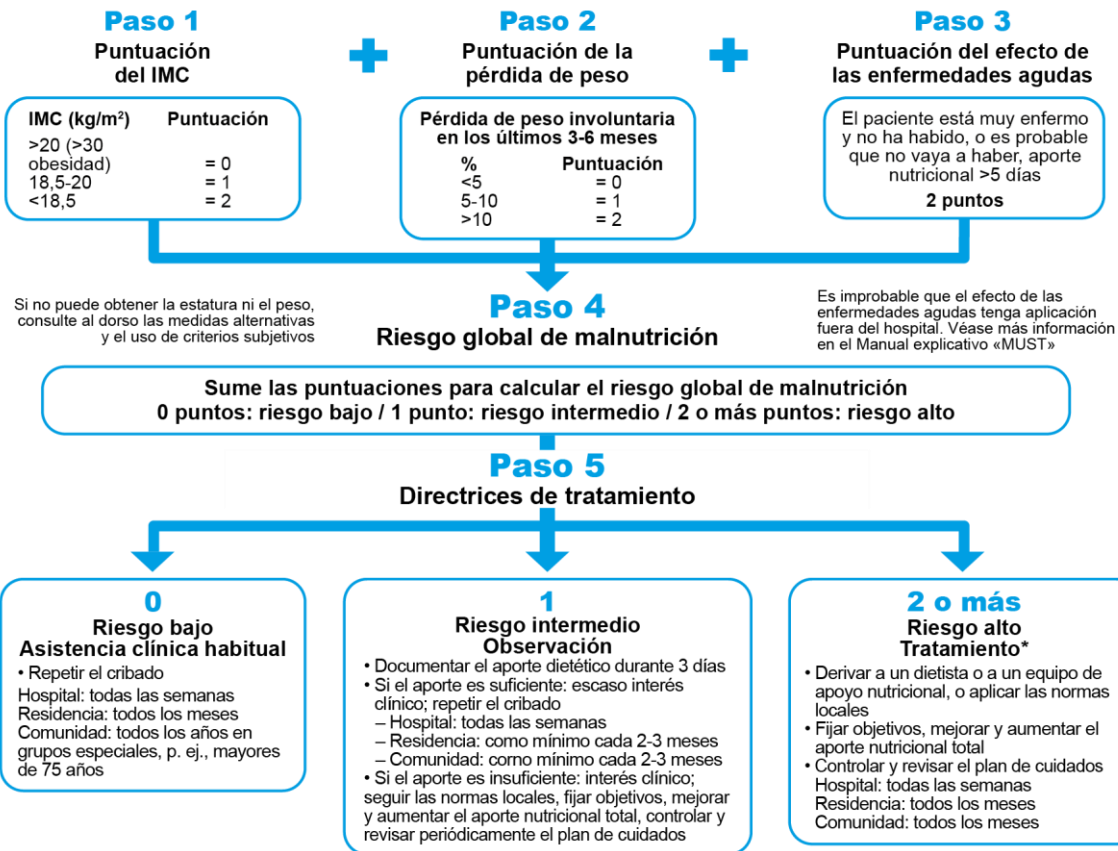 Paso 1
Puntuación
del IMC
+
Paso 2
Puntuación de la
pérdida de peso
+
Paso 3
Puntuación del efecto de
las enfermedades agudas
IMC (kg/m²) Puntuación
>20 (>30
obesidad) = 0
18,5-20 = 1
<18,5 = 2
Pérdida de peso involuntaria
en los últimos 3-6 meses
% Puntuación
<5 = 0
5-10 = 1
>10 = 2
El paciente está muy enfermo
y no ha habido, o es probable
que no vaya a haber, aporte
nutricional >5 días
2 puntos
Si no puede obtener la estatura ni el peso,
consulte al dorso las medidas alternativas
y el uso de criterios subjetivos
Paso 4
Riesgo global de malnutrición
Es improbable que el efecto de las
enfermedades agudas tenga aplicación
fuera del hospital. Véase más información
en el Manual explicativo «MUST»
Sume las puntuaciones para calcular el riesgo global de malnutrición
0 puntos: riesgo bajo / 1 punto: riesgo intermedio / 2 o más puntos: riesgo alto
Paso 5
Directrices de tratamiento
0
Riesgo bajo
Asistencia clínica habitual
• Repetir el cribado
Hospital: todas las semanas
Residencia: todos los meses
Comunidad: todos los años en
grupos especiales, p. ej., mayores
de 75 años
1
Riesgo intermedio
Observación
• Documentar el aporte dietético durante 3 días
• Si el aporte es suficiente: escaso interés
clínico; repetir el cribado
– Hospital: todas las semanas
– Residencia: como mínimo cada 2-3 meses
– Comunidad: corno mínimo cada 2-3 meses
• Si el aporte es insuficiente: interés clínico;
seguir las normas locales, fijar objetivos, mejorar
y aumentar el aporte nutricional total, controlar y
revisar periódicamente el plan de cuidados
2 o más
Riesgo alto
Tratamiento*
• Derivar a un dietista o a un equipo de
apoyo nutricional, o aplicar las normas
locales
• Fijar objetivos, mejorar y aumentar el
aporte nutricional total
• Controlar y revisar el plan de cuidados
Hospital: todas las semanas
Residencia: todos los meses
Comunidad: todos los meses